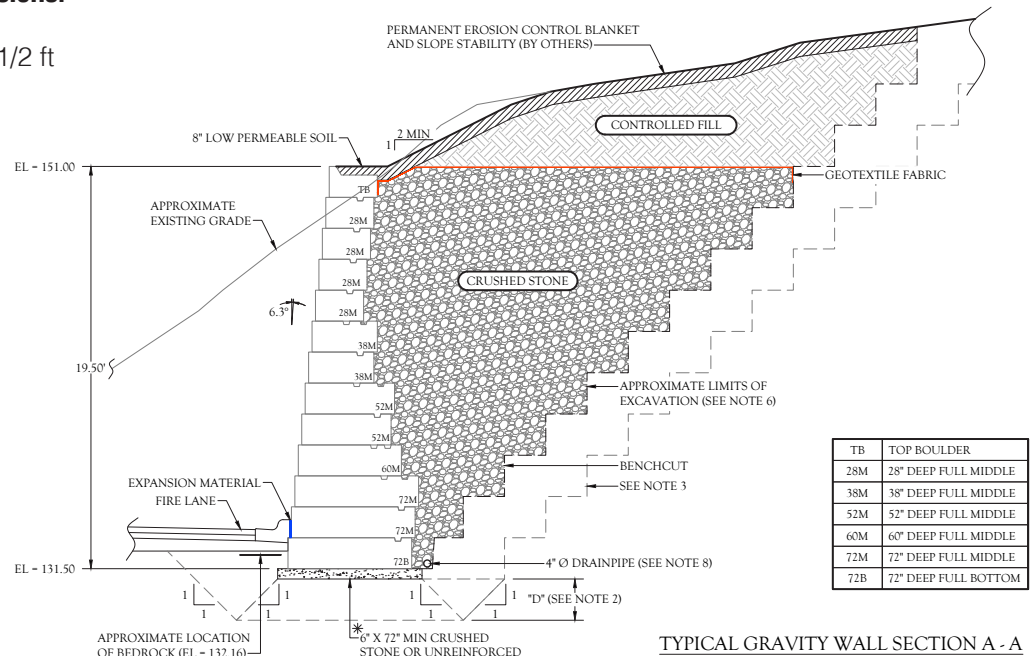 1/2 ft
PERMANENT EROSION CONTROL BLANKET
AND SLOPE STABILITY (BY OTHERS)
2 MIN
1
CONTROLLED FILL
8" LOW PERMEABLE SOIL
EL - 151.00
GEOTEXTILE FABRIC
TB
APPROXIMATE
EXISTING GRADE
28M
28M
28M
28M
CRUSHED STONE
6.3°
38M
38M
19.50'
APPROXIMATE LIMITS OF
EXCAVATION (SEE NOTE 6)
52M
52M
60M
BENCHCUT
SEE NOTE 3
EXPANSION MATERIAL
FIRE LANE
72M
72M
72B
4" Ø DRAINPIPE (SEE NOTE 8)
EL - 131.50
"D" (SEE NOTE 2)
1 1 1 1
1 1 1 1
APPROXIMATE LOCATION
OF BEDROCK (EL - 132.16)
*6" X 72" MIN CRUSHED
STONE OR UNREINFORCED
TB TOP BOULDER
28M 28" DEEP FULL MIDDLE
38M 38" DEEP FULL MIDDLE
52M 52" DEEP FULL MIDDLE
60M 60" DEEP FULL MIDDLE
72M 72" DEEP FULL MIDDLE
72B 72" DEEP FULL BOTTOM
TYPICAL GRAVITY WALL SECTION A - A